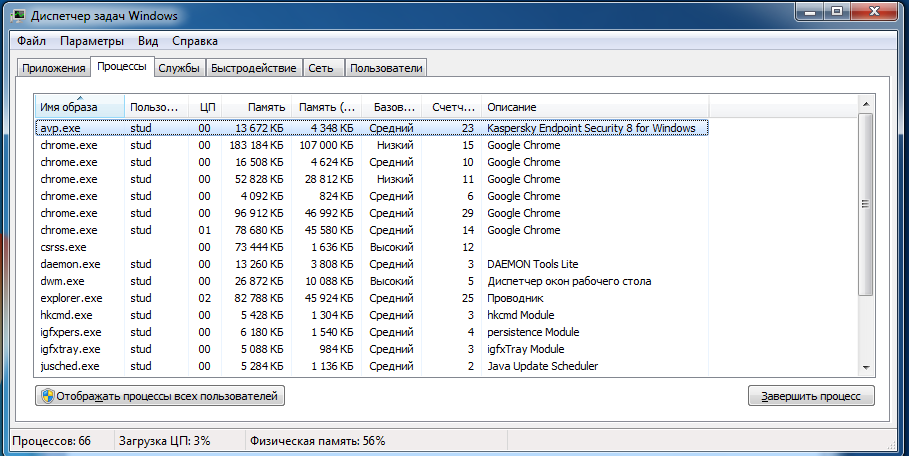 Диспетчер задач Windows
Файл Параметры Вид Справка
Приложения Процессы Службы Быстродействие Сеть Пользователи
Имя образа Пользо... ЦП Память Память (... Базов... Счетч... Описание
avp.exe stud 00 13 672 КБ 4 348 КБ Средний 23 Kaspersky Endpoint Security 8 for Windows
chrome.exe stud 00 183 184 КБ 107 000 КБ Низкий 15 Google Chrome
chrome.exe stud 00 16 508 КБ 4 624 КБ Средний 10 Google Chrome
chrome.exe stud 00 52 828 КБ 28 812 КБ Низкий 11 Google Chrome
chrome.exe stud 00 4 092 КБ 824 КБ Средний 6 Google Chrome
chrome.exe stud 00 96 912 КБ 46 992 КБ Средний 29 Google Chrome
chrome.exe stud 01 78 680 КБ 45 580 КБ Средний 14 Google Chrome
csrss.exe 00 73 444 КБ 1 636 КБ Высокий 12
daemon.exe stud 00 13 260 КБ 3 808 КБ Средний 3 DAEMON Tools Lite
dwm.exe stud 00 26 872 КБ 10 088 КБ Высокий 5 Диспетчер окон рабочего стола
explorer.exe stud 02 82 788 КБ 45 924 КБ Средний 25 Проводник
hkcmd.exe stud 00 5 428 КБ 1 304 КБ Средний 3 hkcmd Module
igfxpers.exe stud 00 6 180 КБ 1 540 КБ Средний 4 persistence Module
igfxtray.exe stud 00 5 088 КБ 984 КБ Средний 3 igfxTray Module
jusched.exe stud 00 5 284 КБ 1 136 КБ Средний 2 Java Update Scheduler
Отображать процессы всех пользователей Завершить процесс
Процессов: 66 Загрузка ЦП: 3% Физическая память: 56%